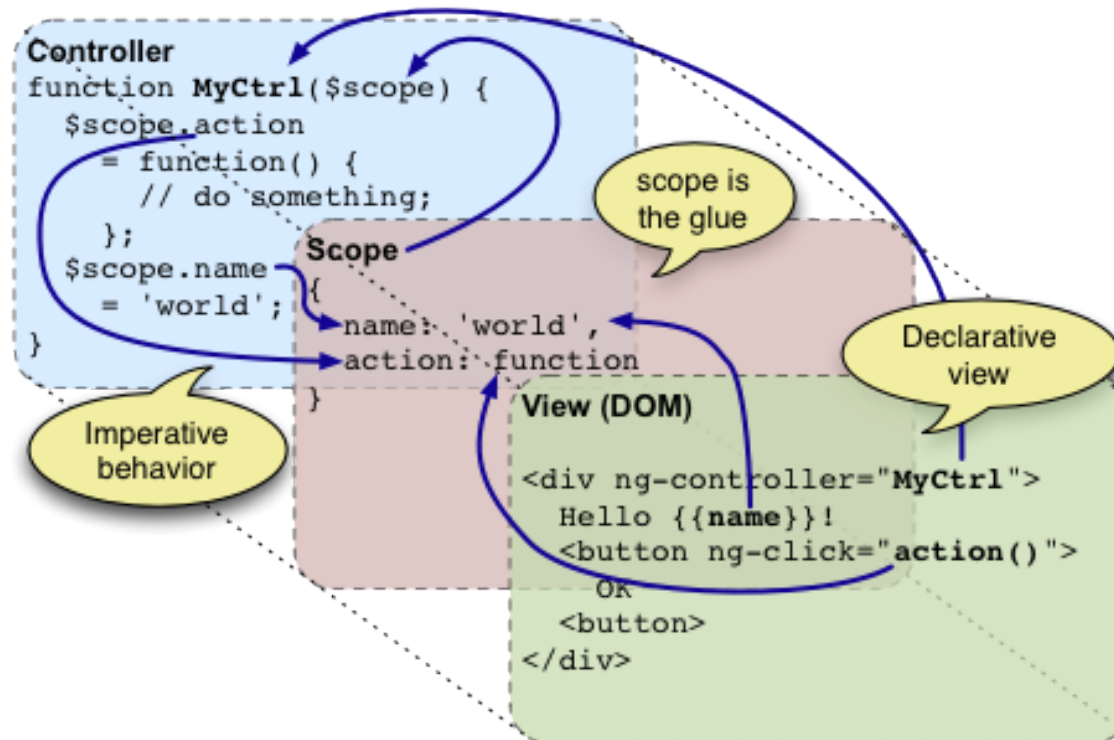 Controller
function MyCtrl($scope) {
$scope.action
= function() {
// do something;
};
$scope.name
= 'world';
}
Imperative
behavior
scope is
the glue
Scope
{
name: 'world',
action: function
}
Declarative
view
View (DOM)
<div ng-controller="MyCtrl">
Hello {{name}}!
<button ng-click="action()">
OK
<button>
</div>